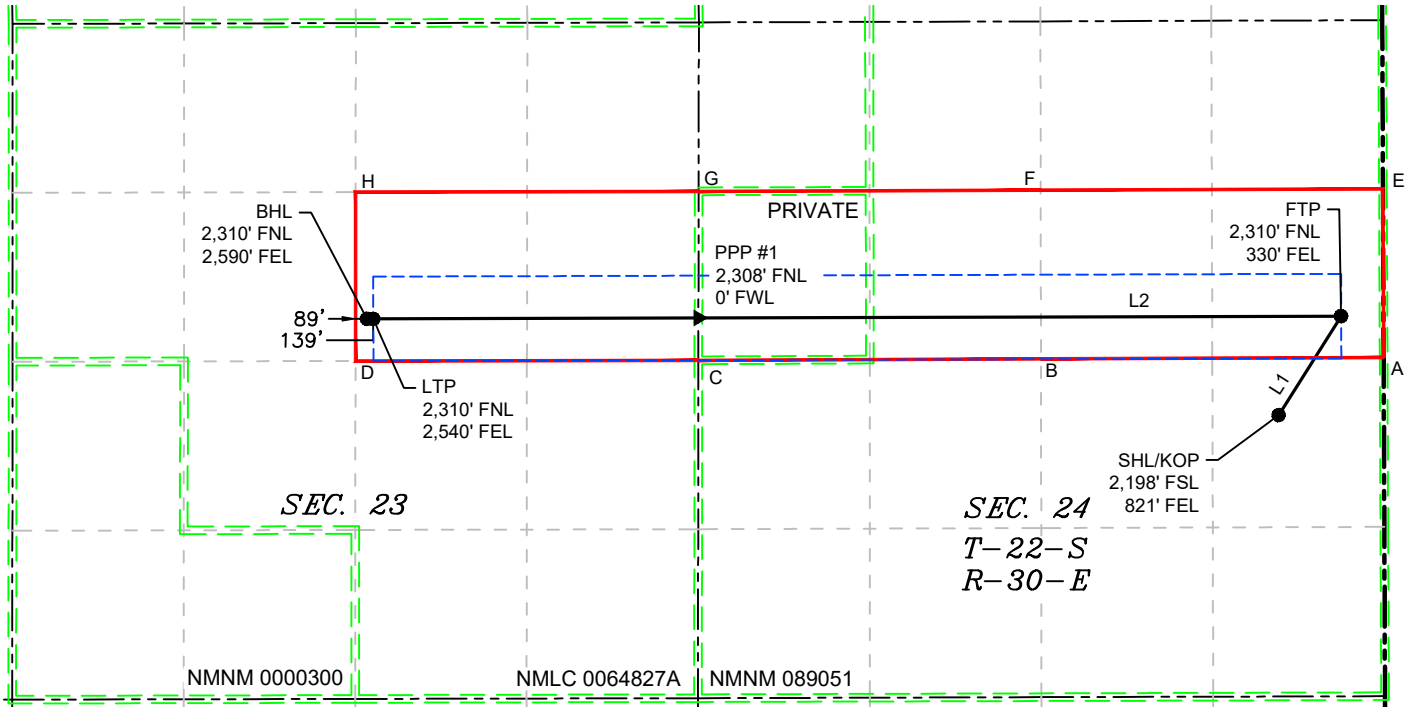 H
G
F
E
BHL
2,310' FNL
2,590' FEL
PRIVATE
FTP
2,310' FNL
330' FEL
PPP #1
2,308' FNL
0' FWL
L2
89'
139'
D
C
B
A
LTP
2,310' FNL
2,540' FEL
L1
SHL/KOP
2,198' FSL
821' FEL
SEC. 23
SEC. 24
T-22-S
R-30-E
NMNM 0000300
NMLC 0064827A
NMNM 089051